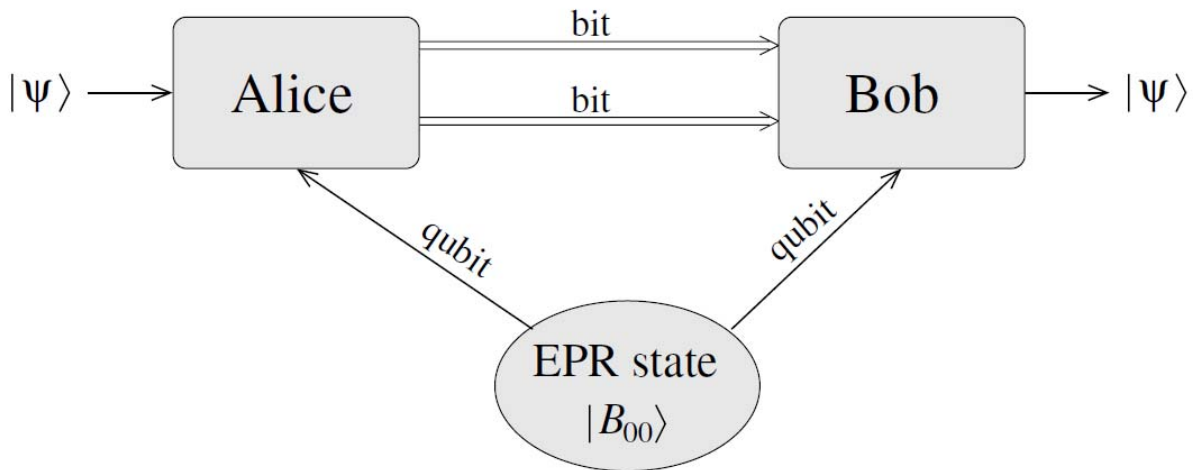 bit
|ψ⟩
Alice
bit
Bob
|ψ⟩
qubit
qubit
EPR state
|B₀₀⟩